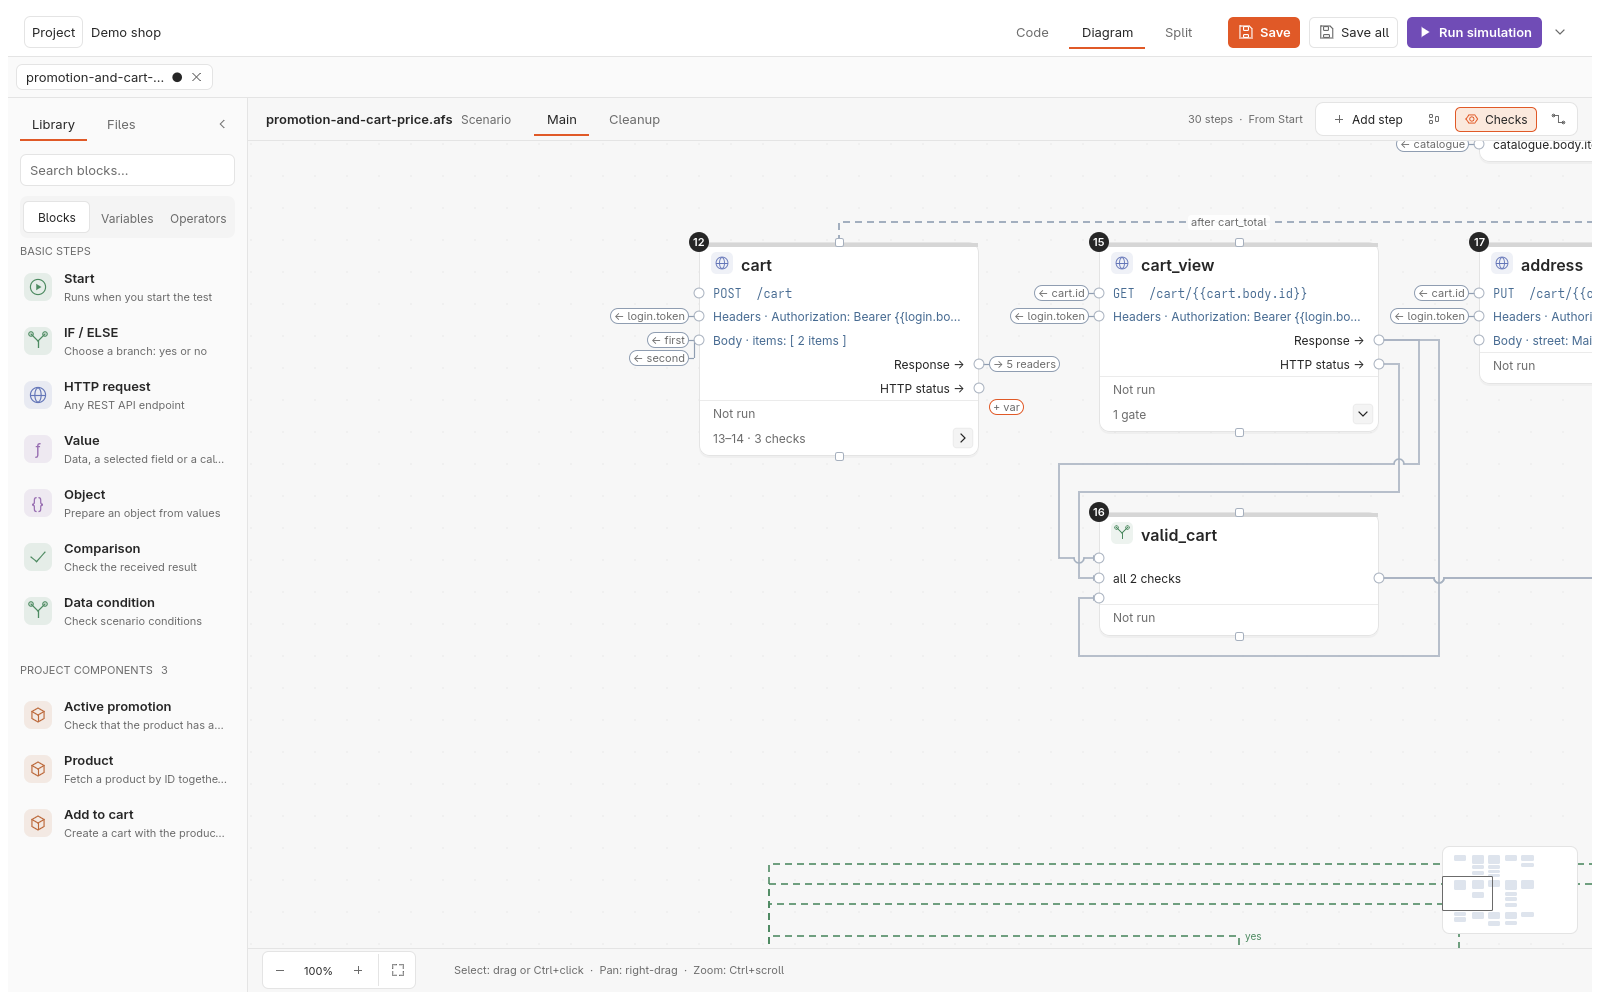 Project
Demo shop
Code
Diagram
Split
Save
Save all
Run simulation
promotion-and-cart-...
Library
Files
promotion-and-cart-price.afs
Scenario
Main
Cleanup
30 steps · From Start
Add step
Checks
Search blocks...
Blocks
Variables
Operators
BASIC STEPS
Start
Runs when you start the test
IF / ELSE
Choose a branch: yes or no
HTTP request
Any REST API endpoint
Value
Data, a selected field or a cal...
Object
Prepare an object from values
Comparison
Check the received result
Data condition
Check scenario conditions
PROJECT COMPONENTS 3
Active promotion
Check that the product has a...
Product
Fetch a product by ID togethe...
Add to cart
Create a cart with the produc...
← catalogue
catalogue.body.it
after cart_total
12
cart
POST /cart
← login.token
Headers · Authorization: Bearer {{login.bo...
← first
← second
Body · items: [ 2 items ]
Response →
→ 5 readers
HTTP status →
+ var
Not run
13–14 · 3 checks
15
cart_view
← cart.id
GET /cart/{{cart.body.id}}
← login.token
Headers · Authorization: Bearer {{login.bo...
Response →
HTTP status →
Not run
1 gate
16
valid_cart
all 2 checks
Not run
17
address
← cart.id
PUT /cart/{{c
← login.token
Headers · Authori
Body · street: Mai
Not run
yes
− 100% +
Select: drag or Ctrl+click · Pan: right-drag · Zoom: Ctrl+scroll